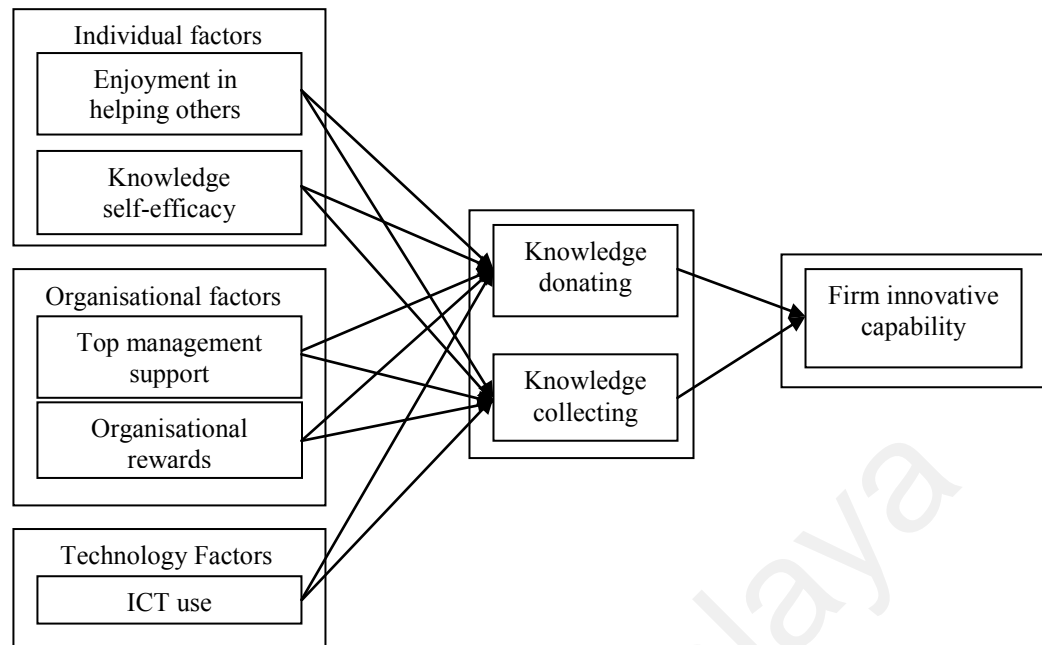 Individual factors
Enjoyment in
helping others
Knowledge
self-efficacy
Organisational factors
Top management
support
Organisational
rewards
Technology Factors
ICT use
Knowledge
donating
Knowledge
collecting
Firm innovative
capability
laya